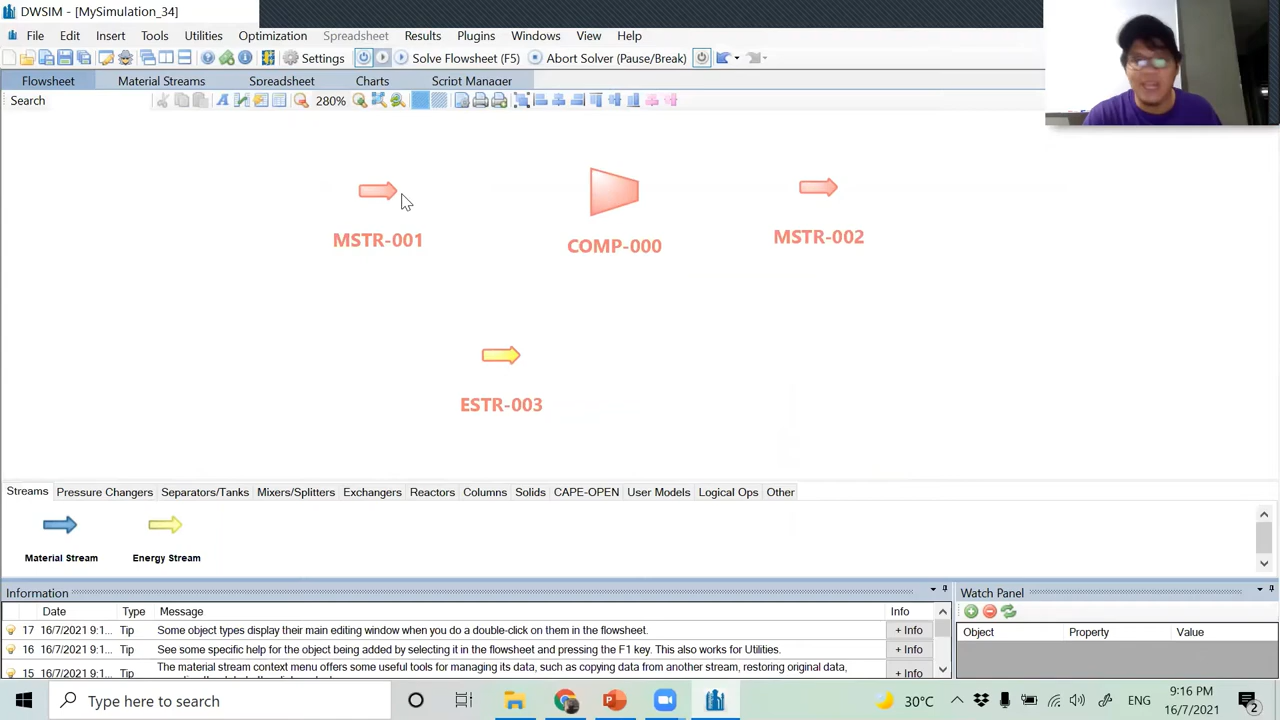 DWSIM - [MySimulation_34]
File Edit Insert Tools Utilities Optimization Spreadsheet Results Plugins Windows View Help
Settings Solve Flowsheet (F5) Abort Solver (Pause/Break)
Flowsheet Material Streams Spreadsheet Charts Script Manager
Search 280%
MSTR-001 COMP-000 MSTR-002
ESTR-003
Streams Pressure Changers Separators/Tanks Mixers/Splitters Exchangers Reactors Columns Solids CAPE-OPEN User Models Logical Ops Other
Material Stream Energy Stream
Information Watch Panel
Date Type Message Info
Object Property Value
17 16/7/2021 9:1... Tip Some object types display their main editing window when you do a double-click on them in the flowsheet. + Info
16 16/7/2021 9:1... Tip See some specific help for the object being added by selecting it in the flowsheet and pressing the F1 key. This also works for Utilities. + Info
15 16/7/2021 9:1... Tip The material stream context menu offers some useful tools for managing its data, such as copying data from another stream, restoring original data, + Info
Type here to search 30°C ENG 9:16 PM
16/7/2021 2